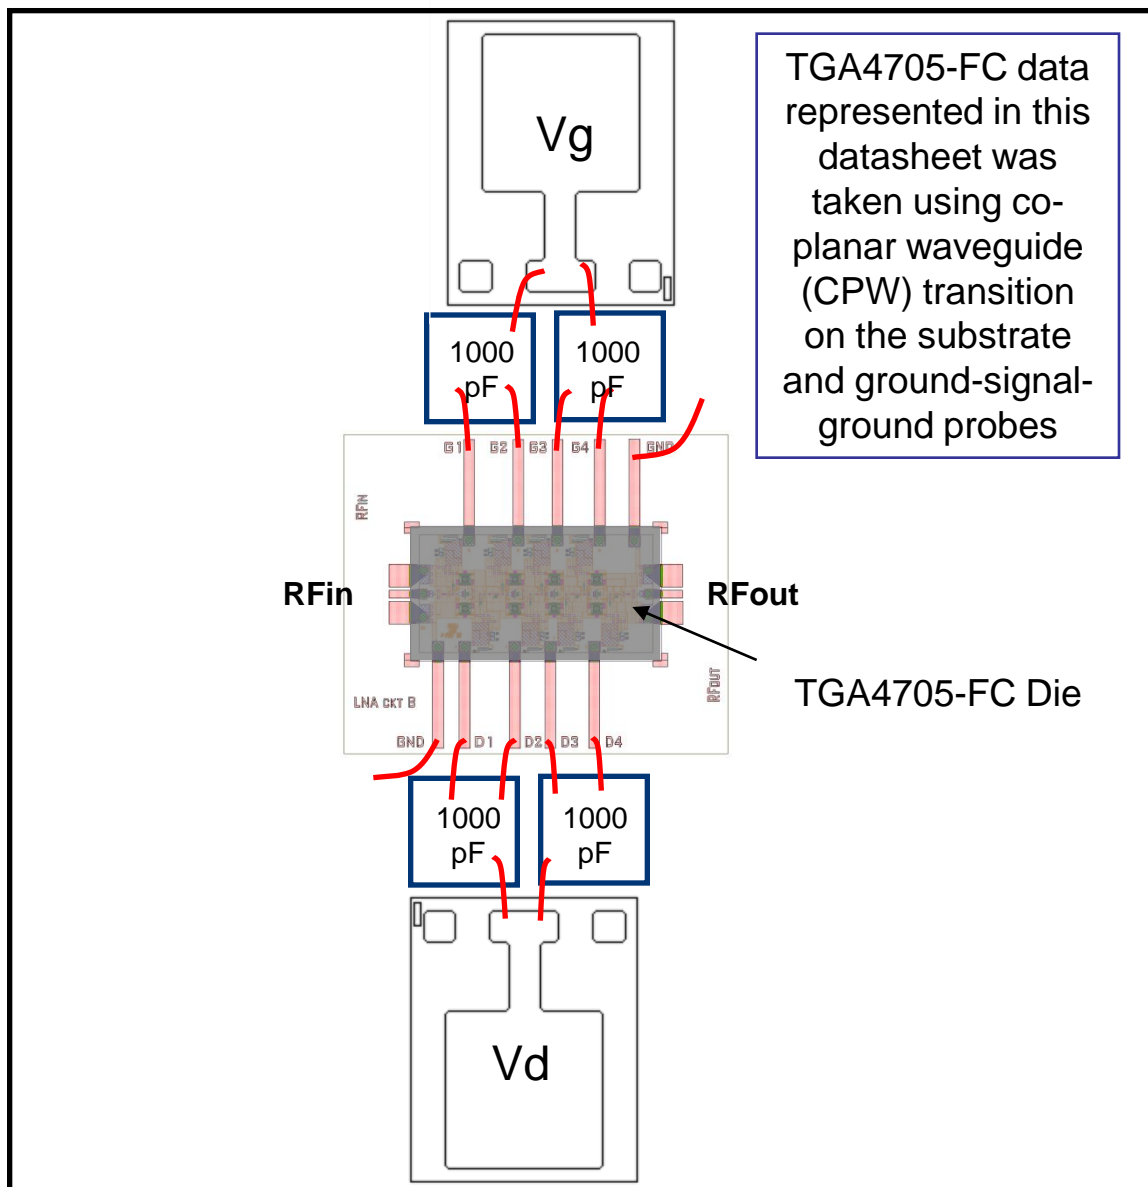 Vg
TGA4705-FC data
represented in this
datasheet was
taken using co-
planar waveguide
(CPW) transition
on the substrate
and ground-signal-
ground probes
1000
pF
1000
pF
G1
G2
G3
G4
GND
RFIN
RFin
RFout
TGA4705-FC Die
LNA CKT B
RFOUT
GND
D1
D2
D3
D4
1000
pF
1000
pF
Vd